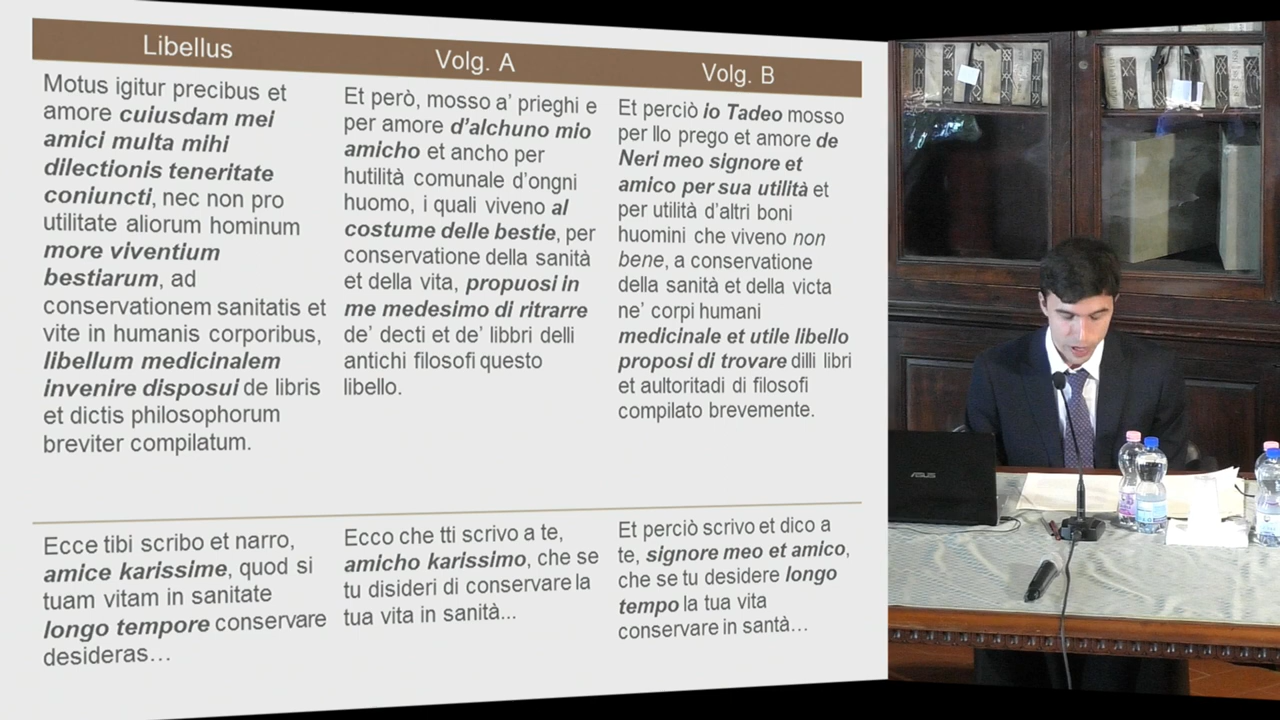 Libellus
Motus igitur precibus et
amore cuiusdam mei
amici multa mihi
dilectionis teneritate
coniuncti, nec non pro
utilitate aliorum hominum
more viventium
bestiarum, ad
conservationem sanitatis et
vite in humanis corporibus,
libellum medicinalem
invenire disposui de libris
et dictis philosophorum
breviter compilatum.
Volg. A
Et però, mosso a' prieghi e
per amore d'alchuno mio
amicho et ancho per
hutilità comunale d'ongni
huomo, i quali viveno al
costume delle bestie, per
conservatione della sanità
et della vita, propuosi in
me medesimo di ritrarre
de' decti et de' libbri delli
antichi filosofi questo
libello.
Volg. B
Et perciò io Tadeo mosso
per llo prego et amore de
Neri meo signore et
amico per sua utilità et
per utilità d'altri boni
huomini che viveno non
bene, a conservatione
della sanità et della victa
ne' corpi humani
medicinale et utile libello
proposi di trovare dilli libri
et aultoritadi di filosofi
compilato brevemente.
Ecce tibi scribo et narro,
amice karissime, quod si
tuam vitam in sanitate
longo tempore conservare
desideras…
Ecco che tti scrivo a te,
amicho karissimo, che se
tu disideri di conservare la
tua vita in sanità...
Et perciò scrivo et dico a
te, signore meo et amico,
che se tu desidere longo
tempo la tua vita
conservare in santà…
ASUS